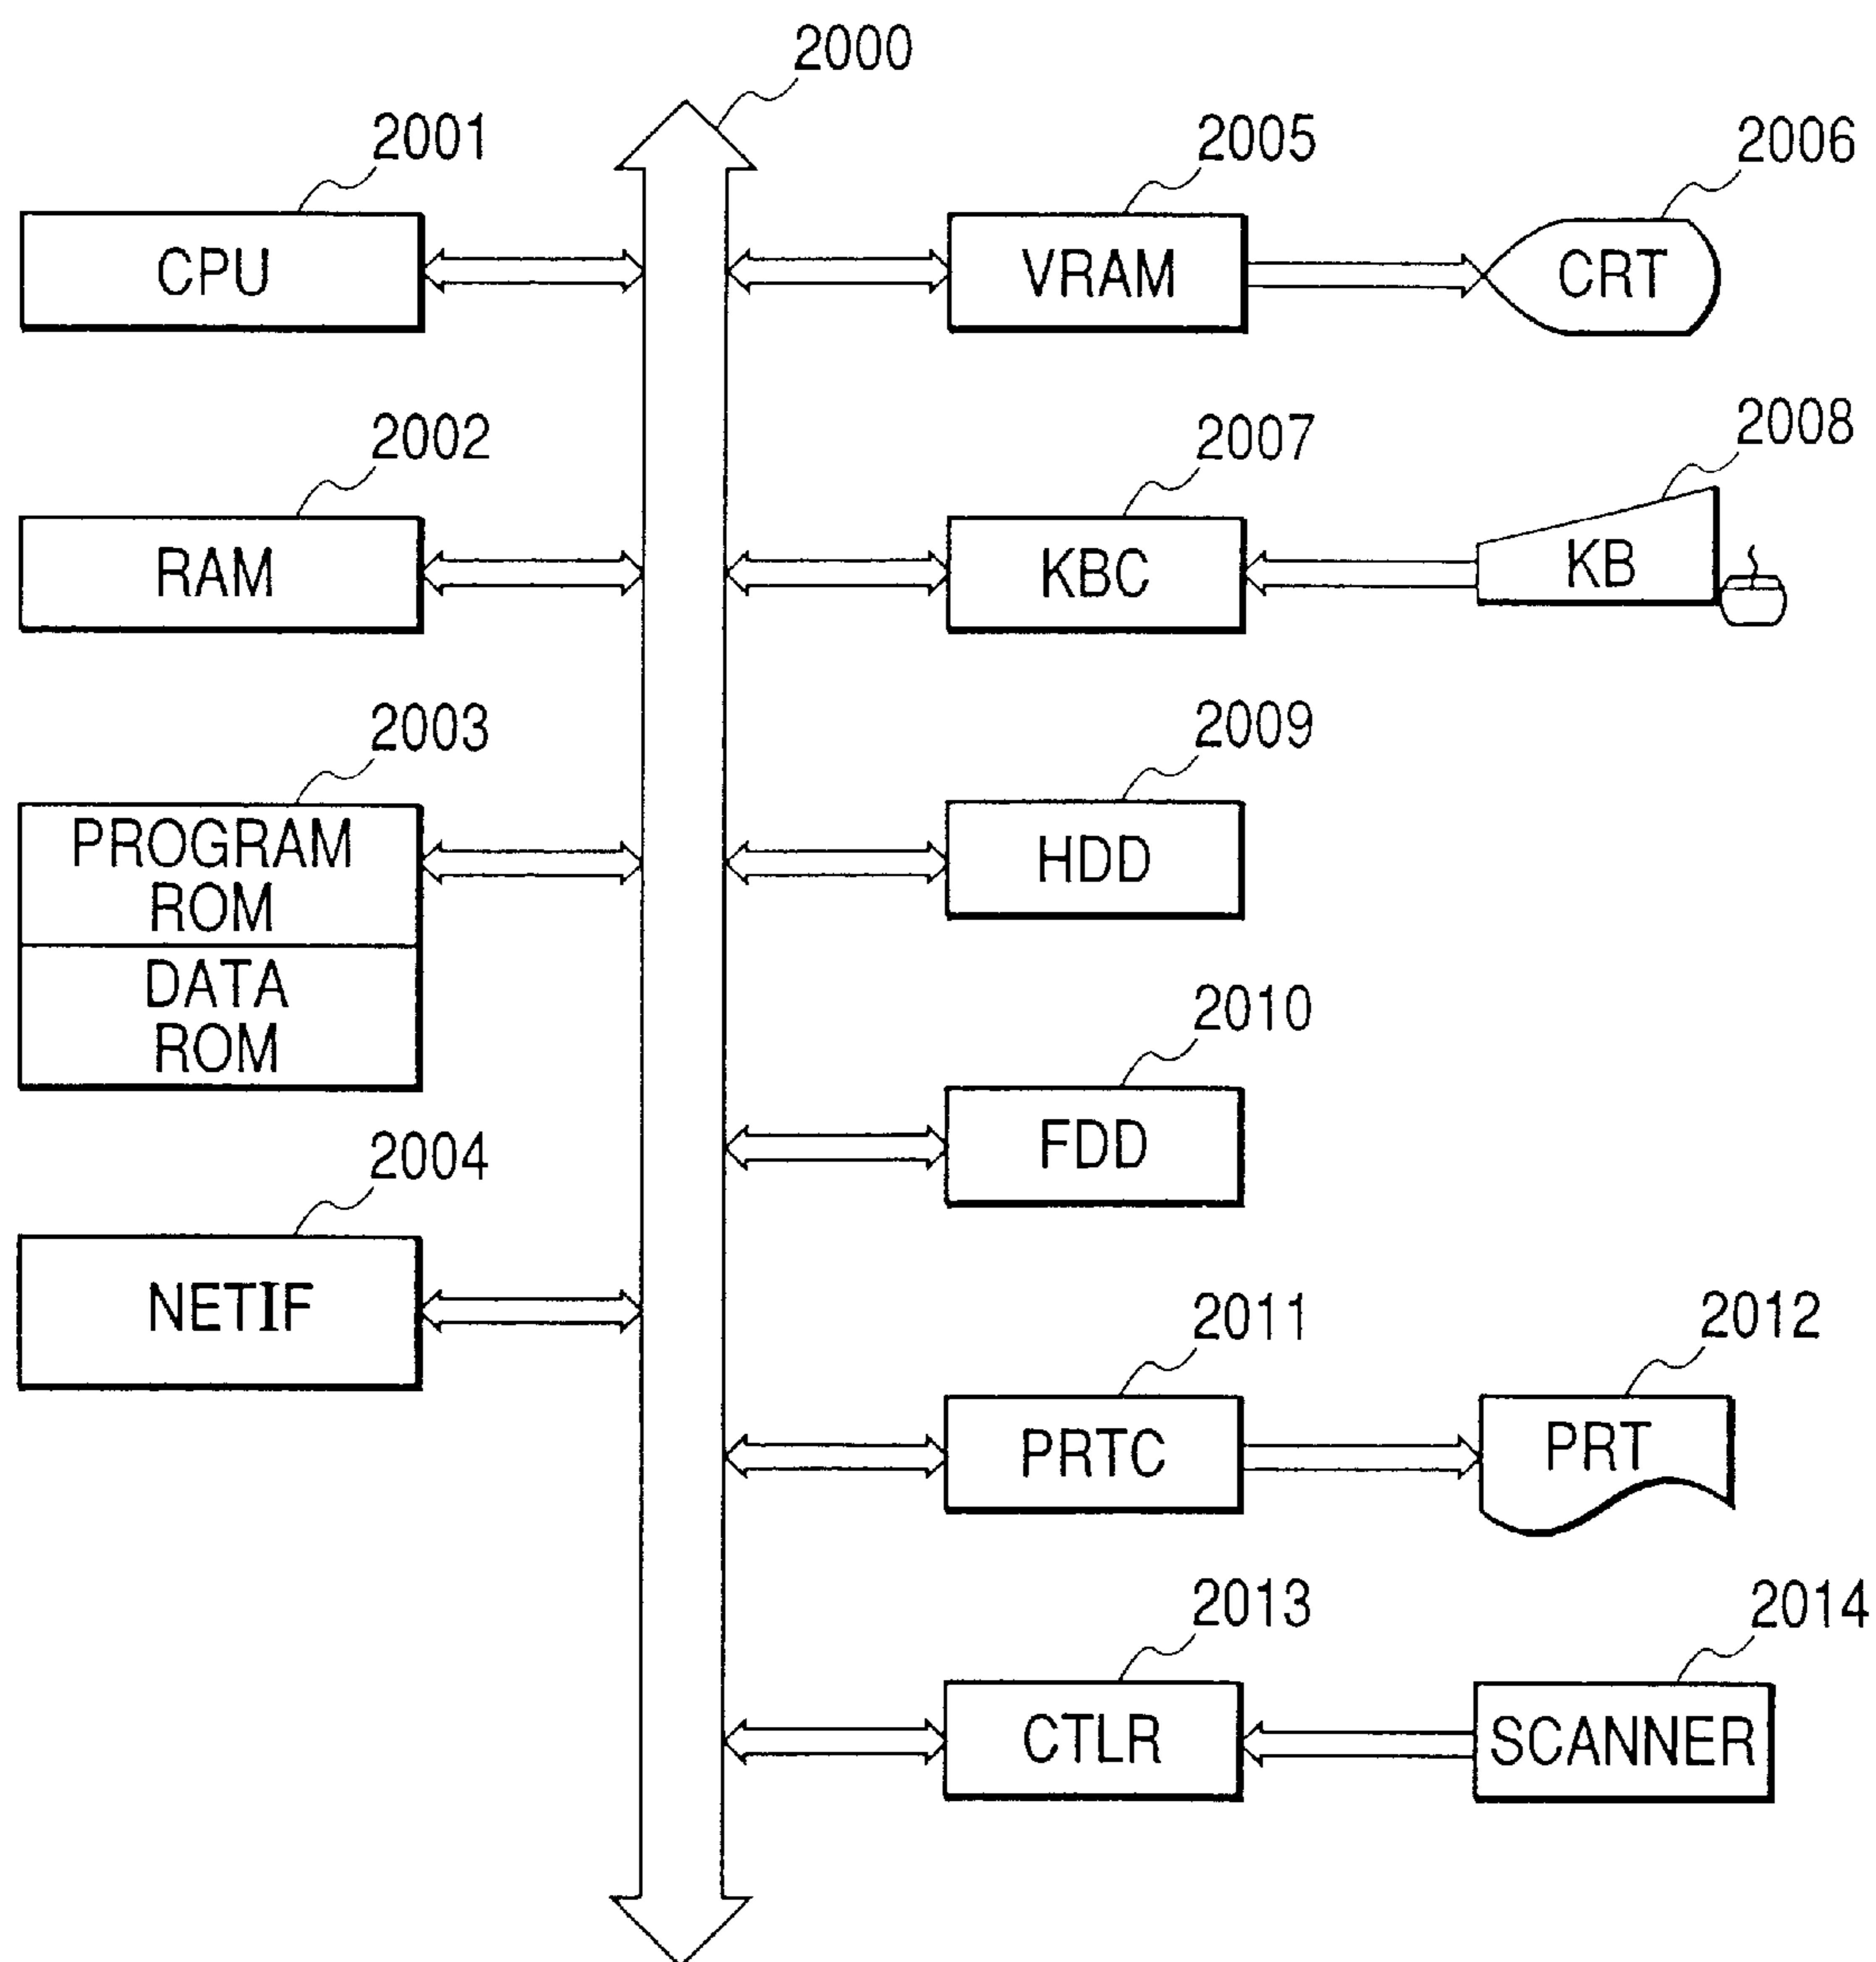 2000
2001
2005
2006
CPU
VRAM
CRT
2002
2007
2008
RAM
KBC
KB
2003
2009
PROGRAM
ROM
HDD
DATA
ROM
2010
FDD
2004
NETIF
2011
2012
PRTC
PRT
2013
2014
CTLR
SCANNER